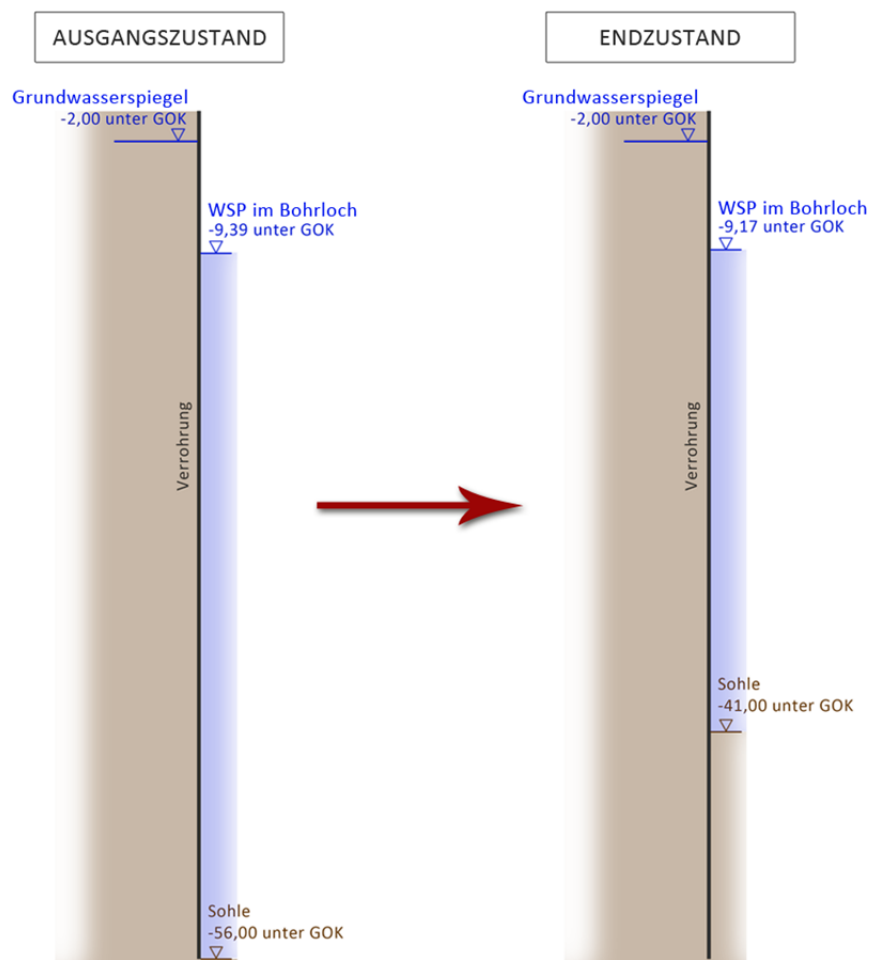 AUSGANGSZUSTAND
Grundwasserspiegel
-2,00 unter GOK
WSP im Bohrloch
-9,39 unter GOK
Verrohrung
Sohle
-56,00 unter GOK
ENDZUSTAND
Grundwasserspiegel
-2,00 unter GOK
WSP im Bohrloch
-9,17 unter GOK
Verrohrung
Sohle
-41,00 unter GOK